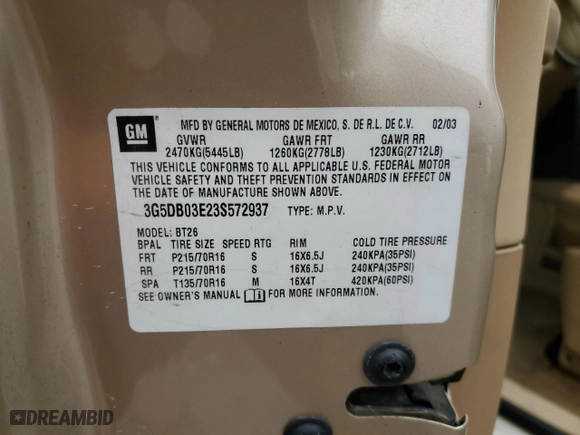 GM
MFD BY GENERAL MOTORS DE MEXICO, S. DE R.L. DE C.V. 02/03
GVWR GAWR FRT GAWR RR
2470KG(5445LB) 1260KG(2778LB) 1230KG(2712LB)
THIS VEHICLE CONFORMS TO ALL APPLICABLE U.S. FEDERAL MOTOR
VEHICLE SAFETY AND THEFT PREVENTION STANDARDS IN EFFECT ON
THE DATE OF MANUFACTURE SHOWN ABOVE.
3G5DB03E23S572937 TYPE: M.P.V.
MODEL: BT26
BPAL TIRE SIZE SPEED RTG RIM COLD TIRE PRESSURE
FRT P215/70R16 S 16X6.5J 240KPA(35PSI)
RR P215/70R16 S 16X6.5J 240KPA(35PSI)
SPA T135/70R16 M 16X4T 420KPA(60PSI)
SEE OWNER'S MANUAL FOR MORE INFORMATION.
DREAMBID